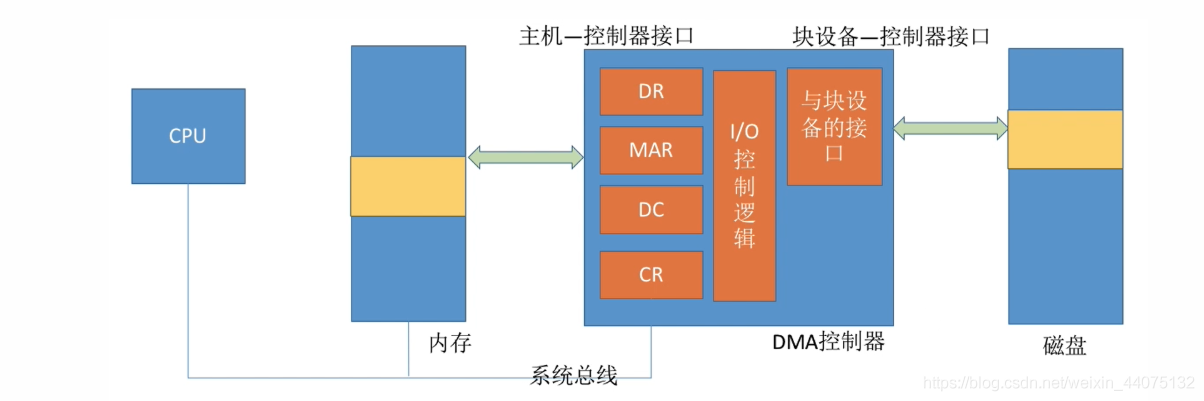 主机—控制器接口
块设备—控制器接口
CPU
DR
MAR
DC
CR
I/O
控
制
逻
辑
与块设
备的接
口
内存
DMA控制器
磁盘
系统总线
https://blog.csdn.net/weixin_44075132